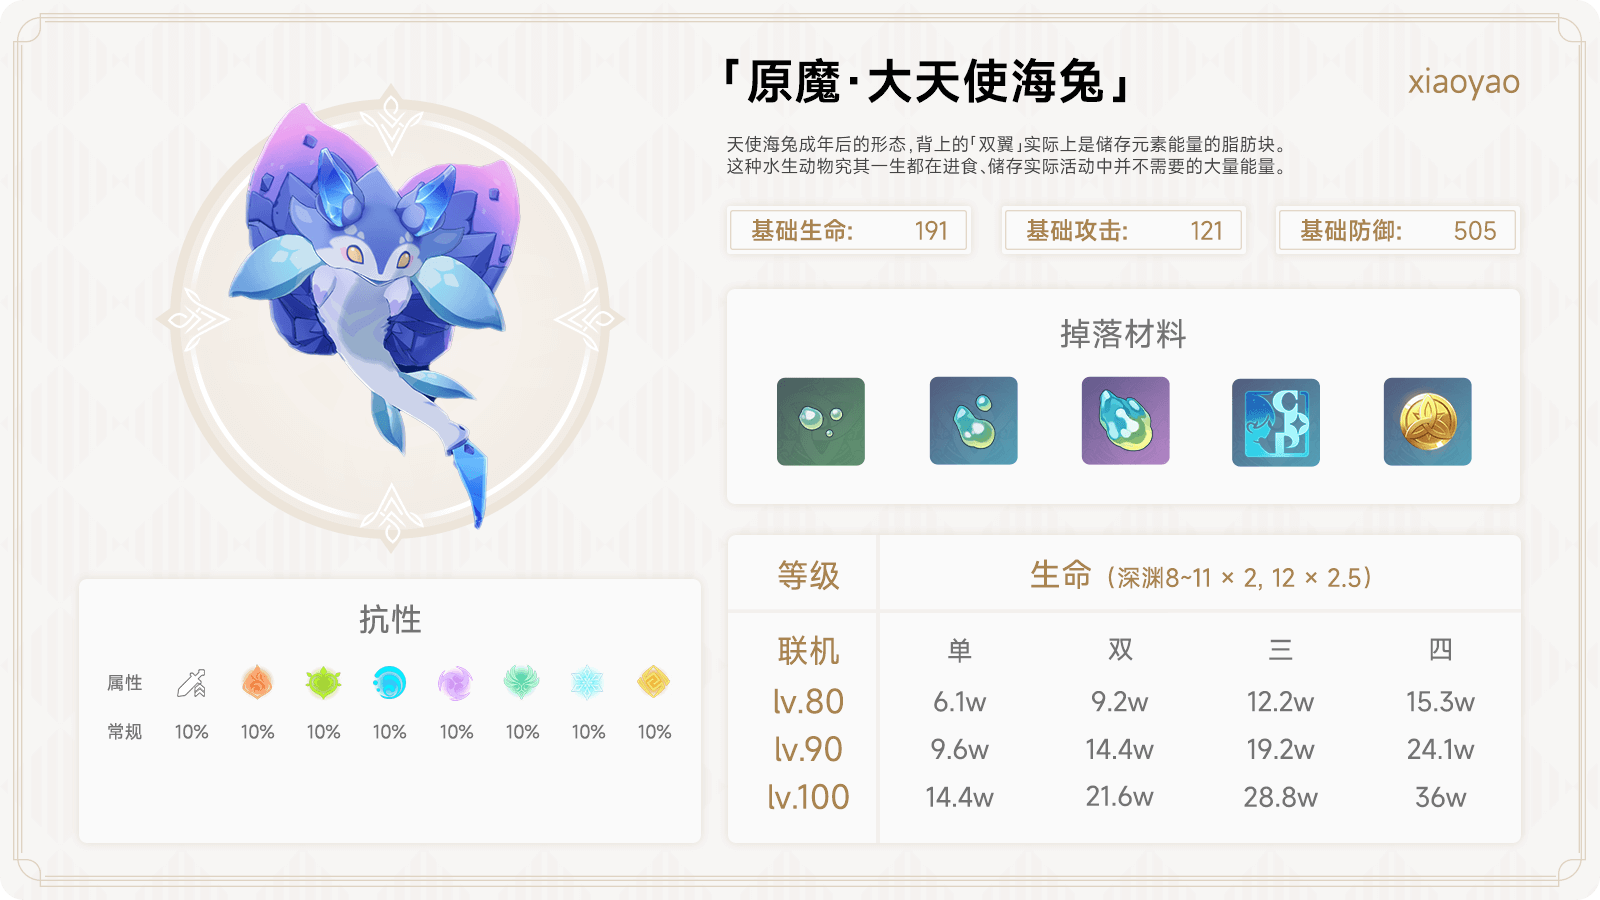 「原魔·大天使海兔」
xiaoyao
天使海兔成年后的形态,背上的「双翼」实际上是储存元素能量的脂肪块。
这种水生动物究其一生都在进食、储存实际活动中并不需要的大量能量。
基础生命: 191
基础攻击: 121
基础防御: 505
掉落材料
抗性
属性
常规 10% 10% 10% 10% 10% 10% 10% 10%
等级 生命 (深渊8~11 × 2, 12 × 2.5)
联机 单 双 三 四
lv.80 6.1w 9.2w 12.2w 15.3w
lv.90 9.6w 14.4w 19.2w 24.1w
lv.100 14.4w 21.6w 28.8w 36w